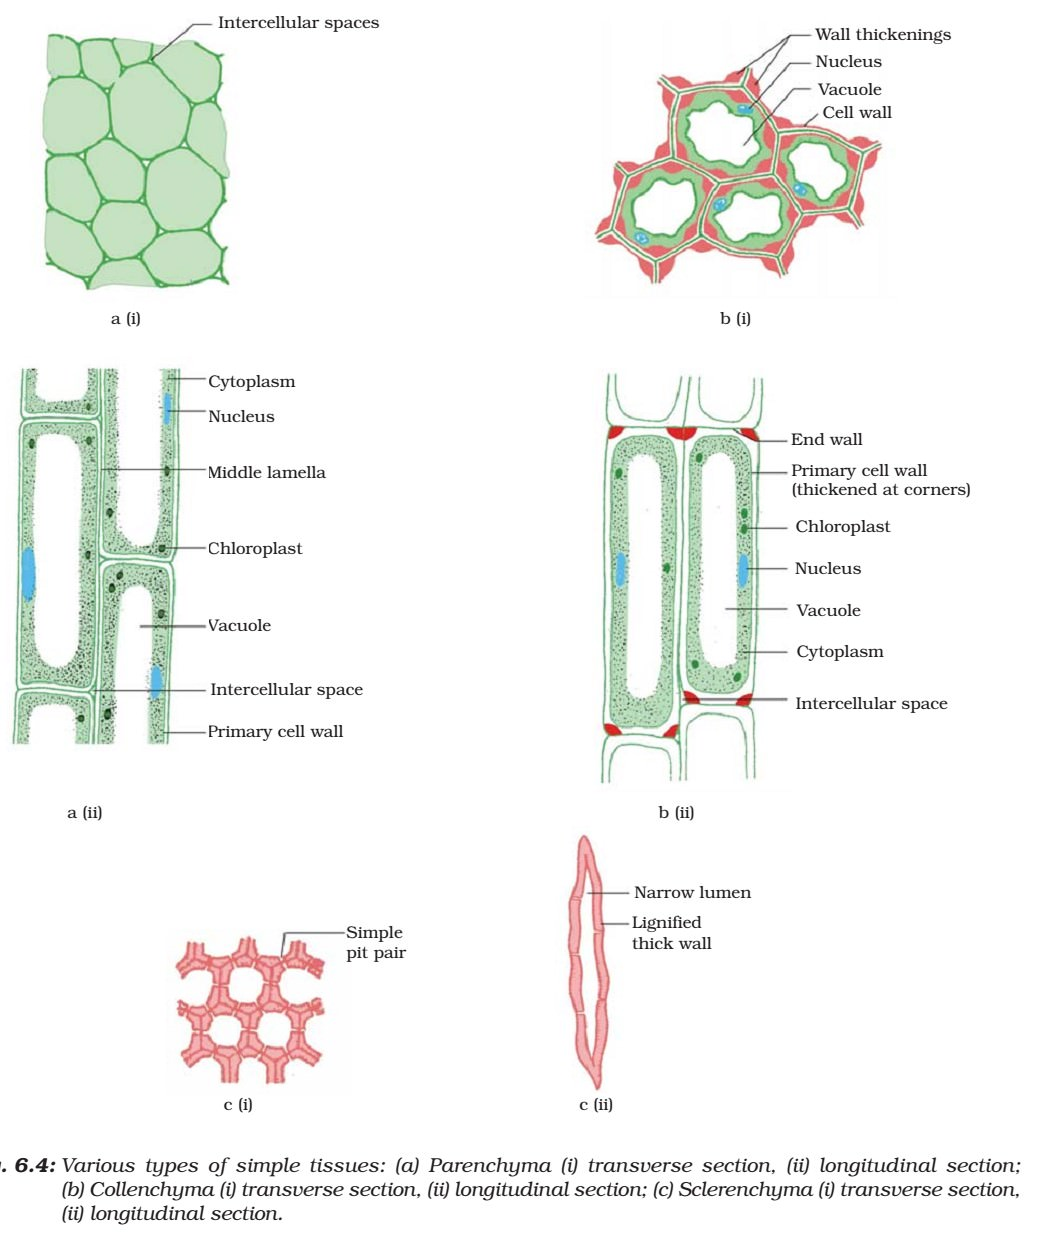 Intercellular spaces
a (i)
Wall thickenings
Nucleus
Vacuole
Cell wall
b (i)
Cytoplasm
Nucleus
Middle lamella
Chloroplast
Vacuole
Intercellular space
Primary cell wall
a (ii)
End wall
Primary cell wall
(thickened at corners)
Chloroplast
Nucleus
Vacuole
Cytoplasm
Intercellular space
b (ii)
Simple
pit pair
c (i)
Narrow lumen
Lignified
thick wall
c (ii)
. 6.4: Various types of simple tissues: (a) Parenchyma (i) transverse section, (ii) longitudinal section;
(b) Collenchyma (i) transverse section, (ii) longitudinal section; (c) Sclerenchyma (i) transverse section,
(ii) longitudinal section.